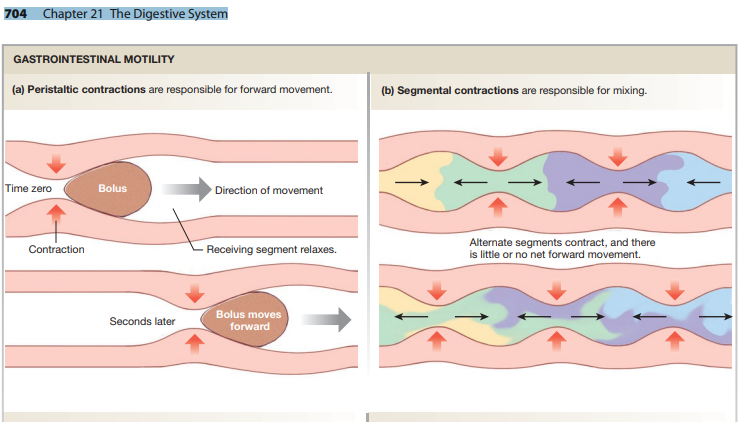 704 Chapter 21 The Digestive System
GASTROINTESTINAL MOTILITY
(a) Peristaltic contractions are responsible for forward movement.
Time zero
Bolus
Direction of movement
Contraction
Receiving segment relaxes.
Seconds later
Bolus moves
forward
(b) Segmental contractions are responsible for mixing.
Alternate segments contract, and there
is little or no net forward movement.